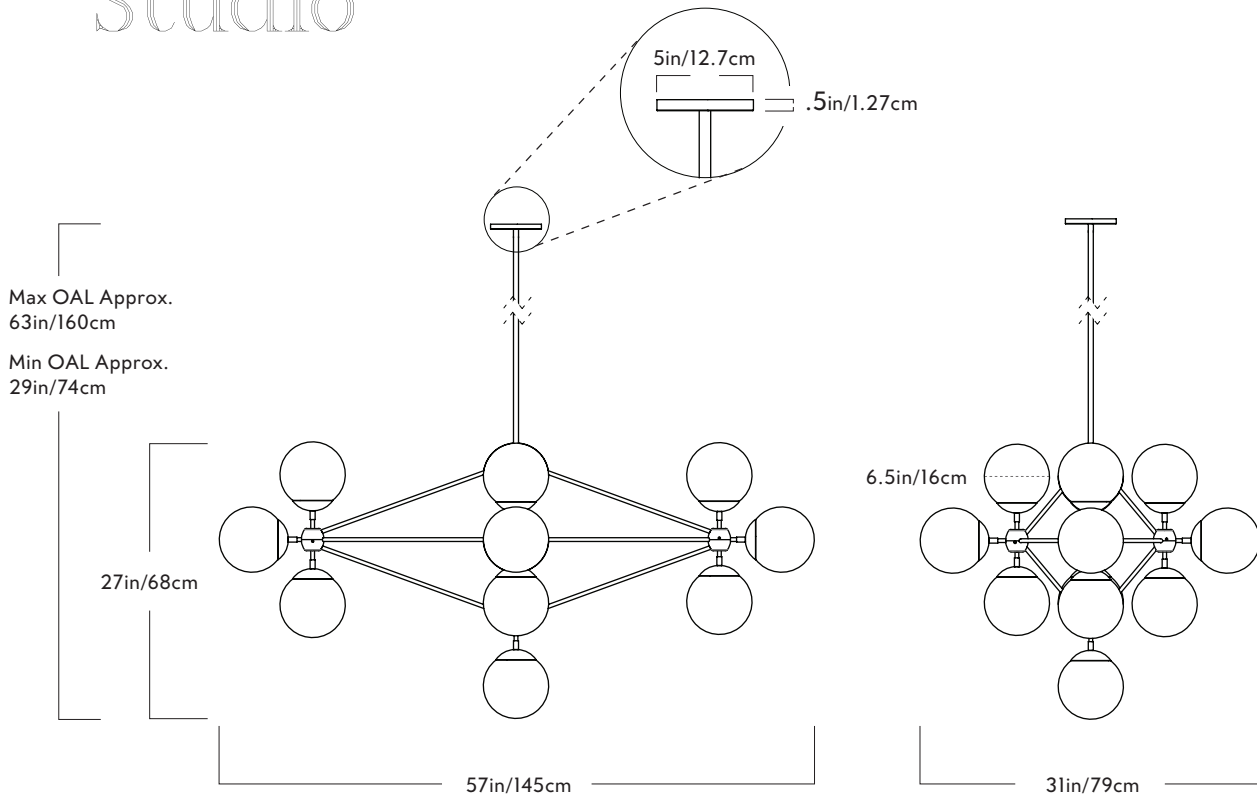 Studio
5in/12.7cm
.5in/1.27cm
Max OAL Approx.
63in/160cm
Min OAL Approx.
29in/74cm
6.5in/16cm
27in/68cm
57in/145cm
31in/79cm